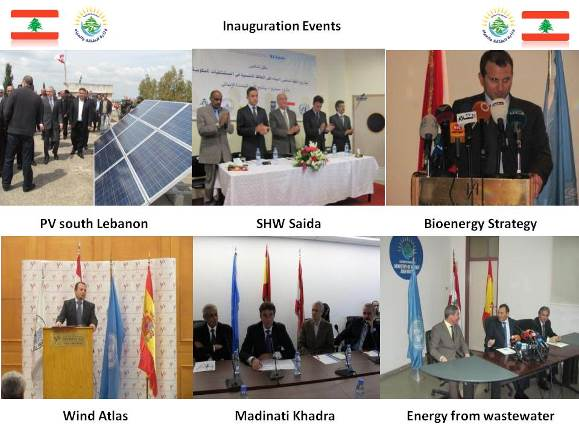 Inauguration Events
PV south Lebanon
SHW Saida
Bioenergy Strategy
Wind Atlas
Madinati Khadra
Energy from wastewater